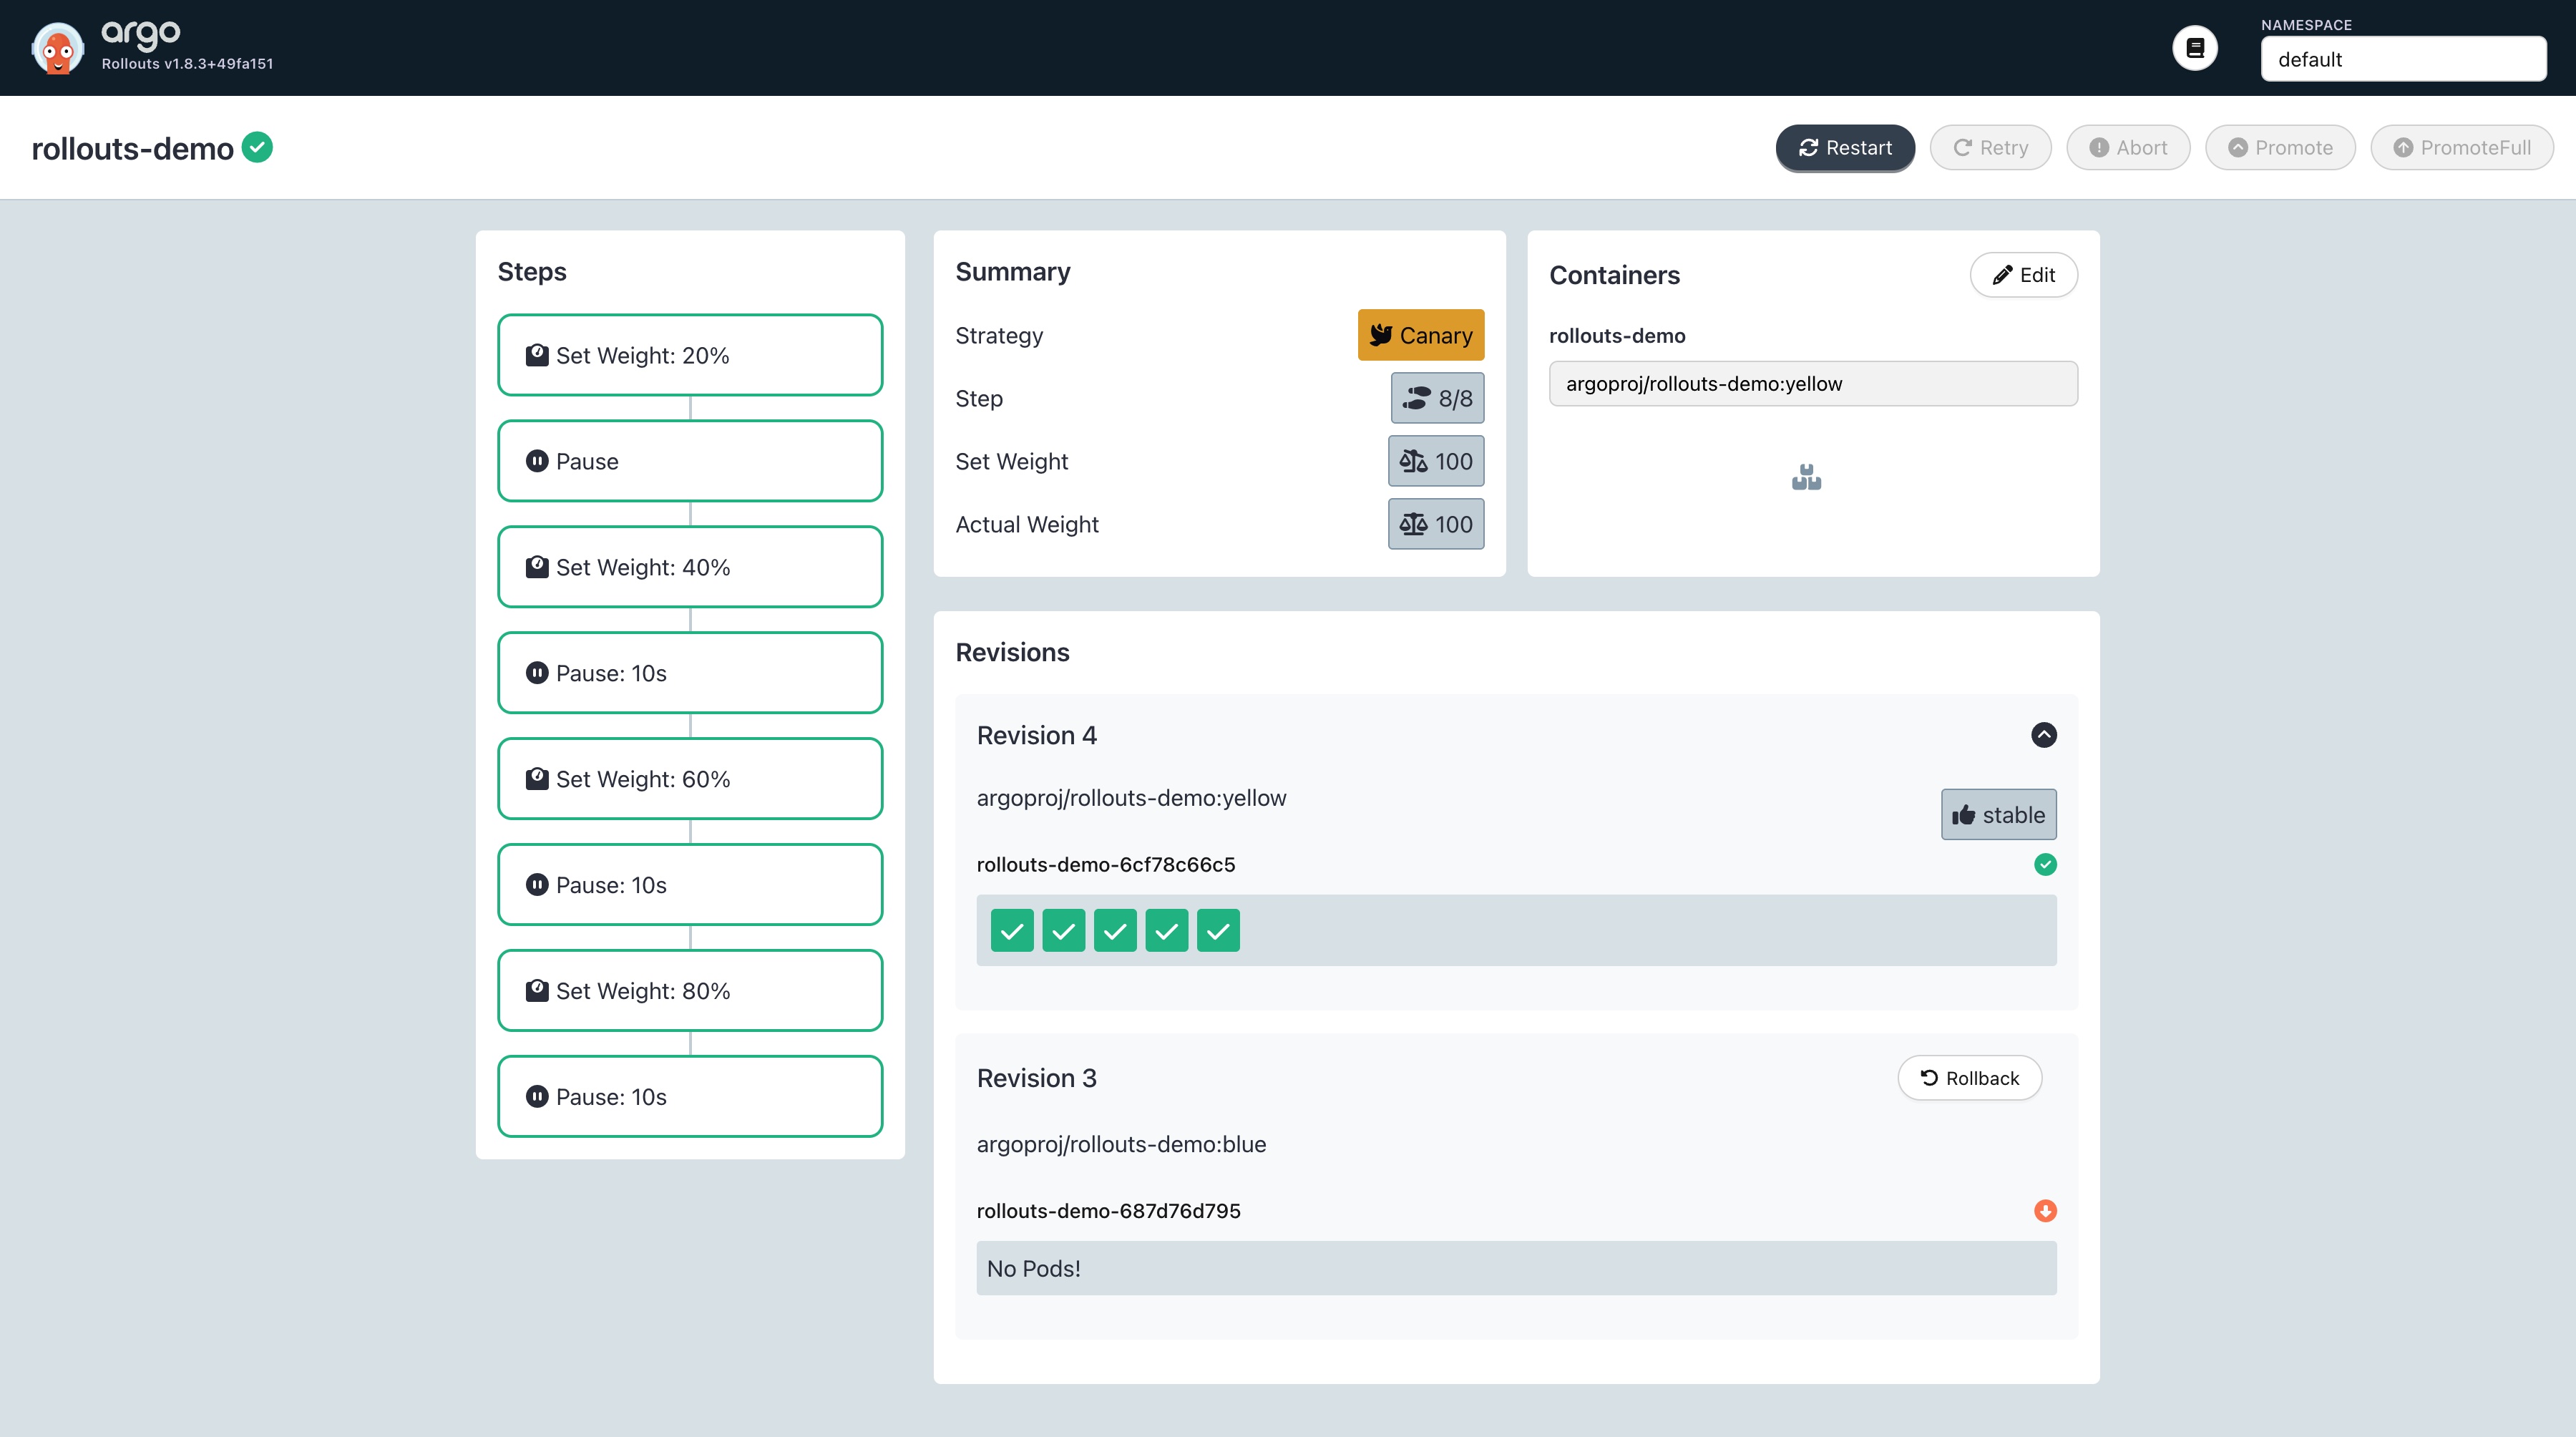 argo
Rollouts v1.8.3+49fa151
NAMESPACE
default
rollouts-demo
Restart
Retry
Abort
Promote
PromoteFull
Steps
Set Weight: 20%
Pause
Set Weight: 40%
Pause: 10s
Set Weight: 60%
Pause: 10s
Set Weight: 80%
Pause: 10s
Summary
Strategy
Canary
Step
8/8
Set Weight
100
Actual Weight
100
Containers
Edit
rollouts-demo
argoproj/rollouts-demo:yellow
Revisions
Revision 4
argoproj/rollouts-demo:yellow
stable
rollouts-demo-6cf78c66c5
Revision 3
Rollback
argoproj/rollouts-demo:blue
rollouts-demo-687d76d795
No Pods!